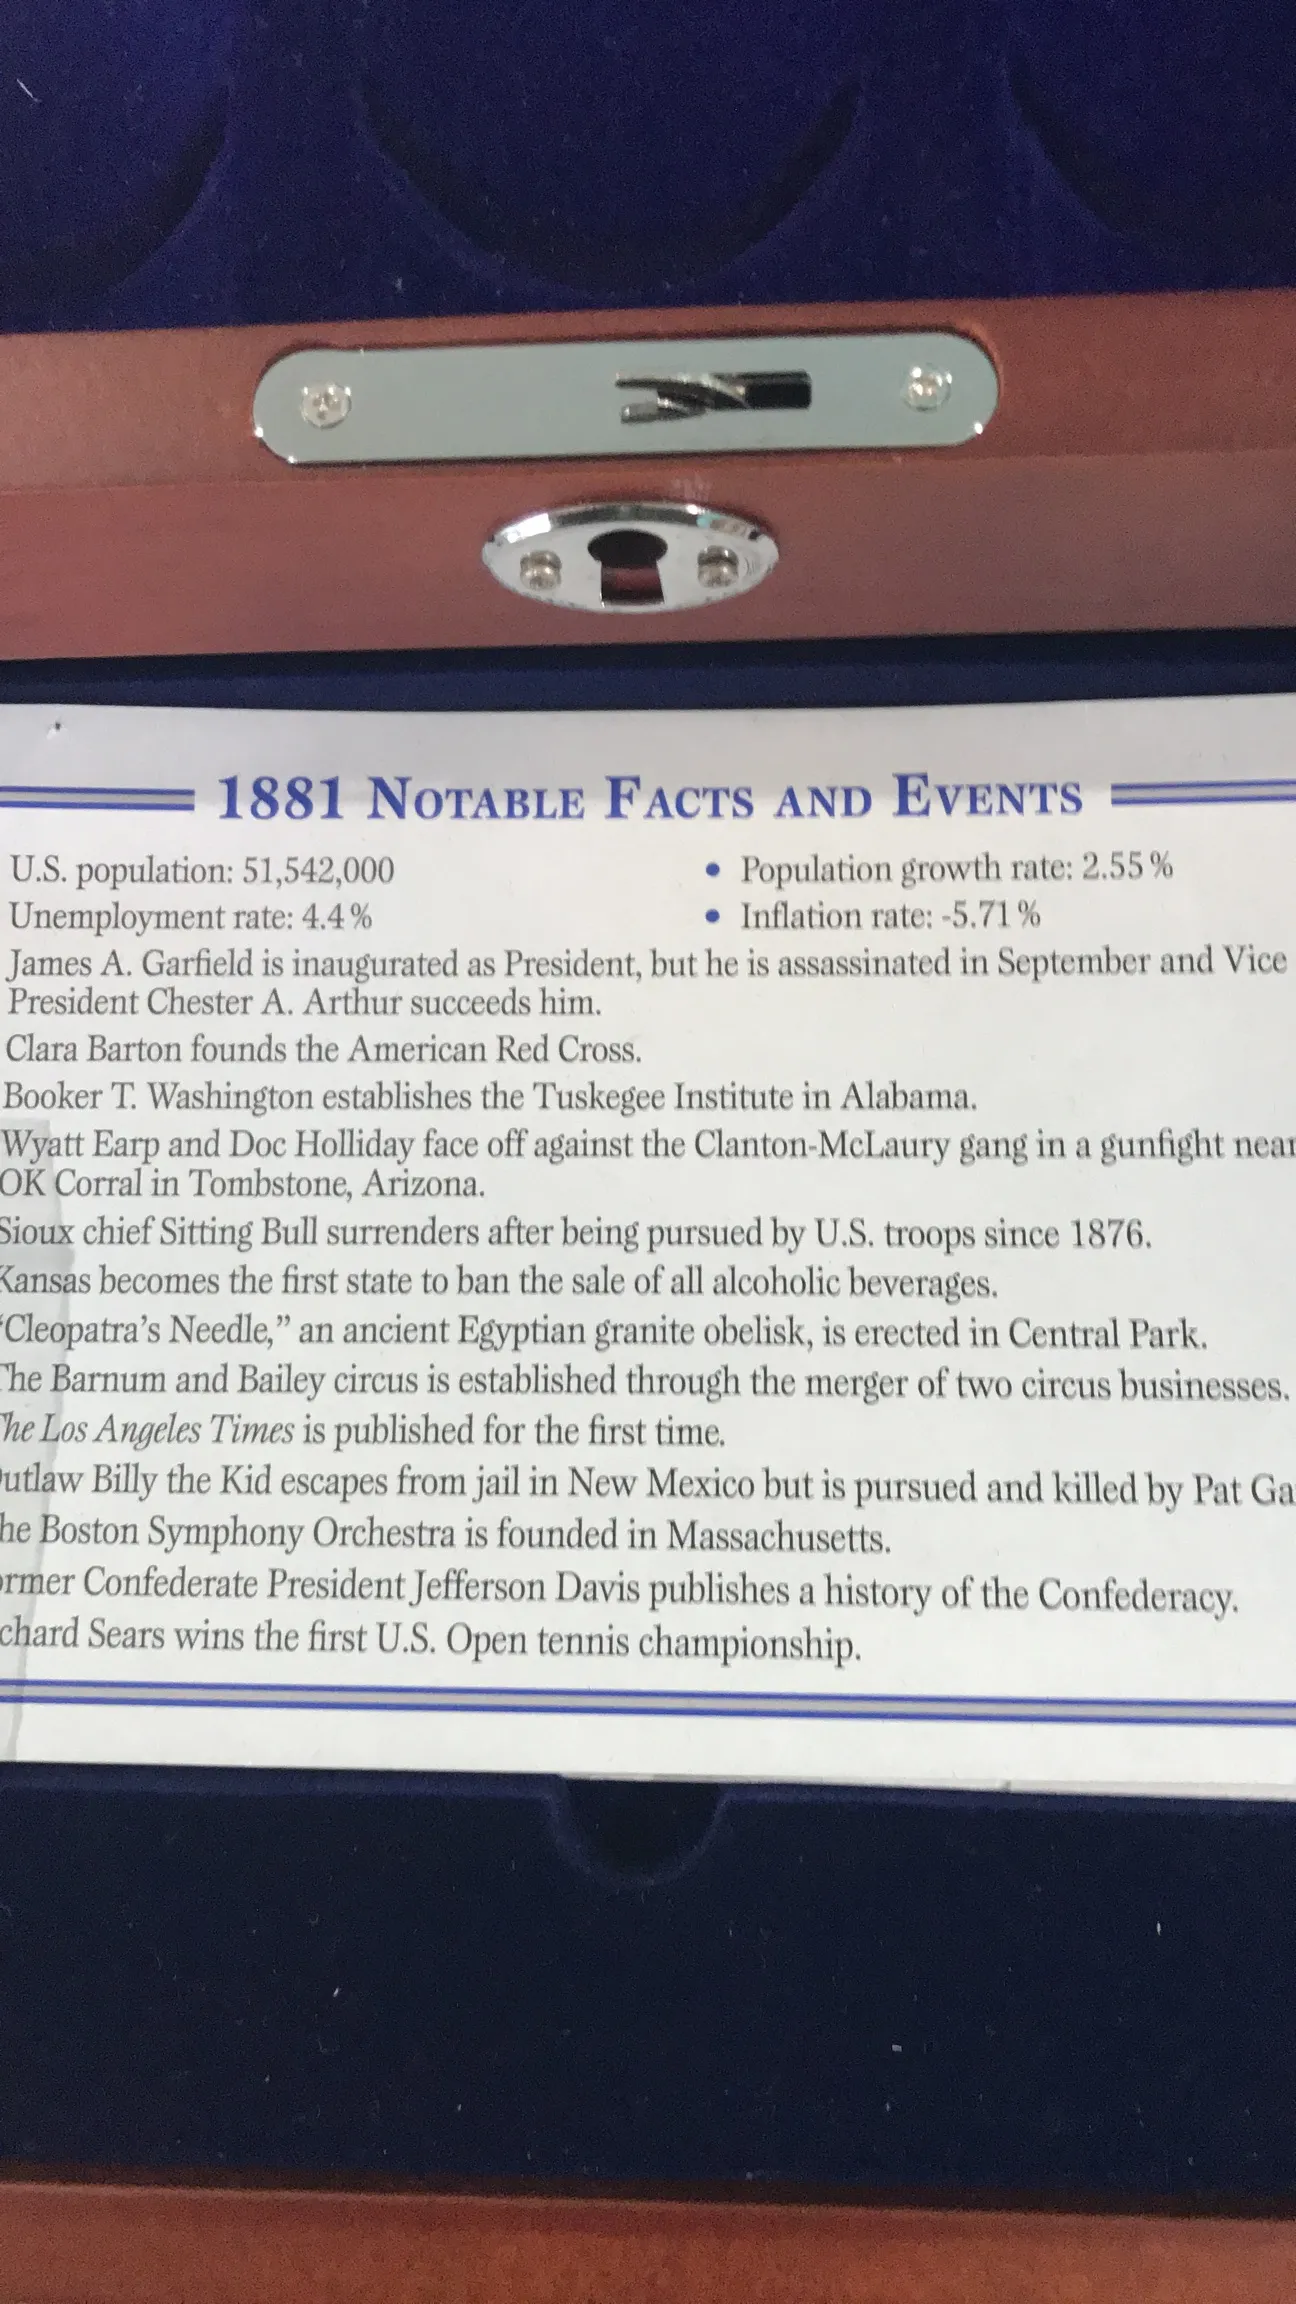 1881 NOTABLE FACTS AND EVENTS
U.S. population: 51,542,000 • Population growth rate: 2.55%
Unemployment rate: 4.4% • Inflation rate: -5.71%
James A. Garfield is inaugurated as President, but he is assassinated in September and Vice
President Chester A. Arthur succeeds him.
Clara Barton founds the American Red Cross.
Booker T. Washington establishes the Tuskegee Institute in Alabama.
Wyatt Earp and Doc Holliday face off against the Clanton-McLaury gang in a gunfight near
OK Corral in Tombstone, Arizona.
Sioux chief Sitting Bull surrenders after being pursued by U.S. troops since 1876.
Kansas becomes the first state to ban the sale of all alcoholic beverages.
“Cleopatra’s Needle,” an ancient Egyptian granite obelisk, is erected in Central Park.
The Barnum and Bailey circus is established through the merger of two circus businesses.
The Los Angeles Times is published for the first time.
utlaw Billy the Kid escapes from jail in New Mexico but is pursued and killed by Pat Ga
he Boston Symphony Orchestra is founded in Massachusetts.
ormer Confederate President Jefferson Davis publishes a history of the Confederacy.
chard Sears wins the first U.S. Open tennis championship.